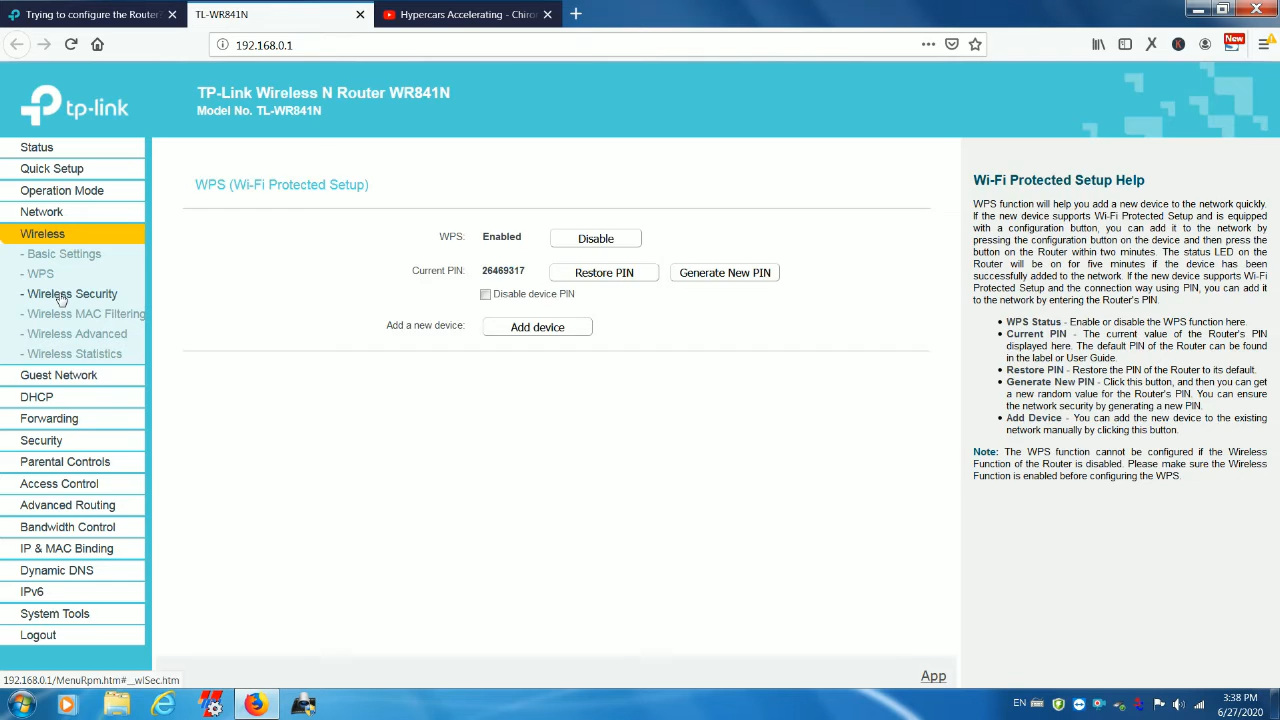 Trying to configure the Router
TL-WR841N
Hypercars Accelerating - Chiro
192.168.0.1
New
tp-link
TP-Link Wireless N Router WR841N
Model No. TL-WR841N
Status
Quick Setup
Operation Mode
Network
Wireless
- Basic Settings
- WPS
- Wireless Security
- Wireless MAC Filtering
- Wireless Advanced
- Wireless Statistics
Guest Network
DHCP
Forwarding
Security
Parental Controls
Access Control
Advanced Routing
Bandwidth Control
IP & MAC Binding
Dynamic DNS
IPv6
System Tools
Logout
192.168.0.1/MenuRpm.htm#__wlSec.htm
WPS (Wi-Fi Protected Setup)
WPS: Enabled Disable
Current PIN: 26469317 Restore PIN Generate New PIN
Disable device PIN
Add a new device: Add device
App
Wi-Fi Protected Setup Help
WPS function will help you add a new device to the network quickly.
If the new device supports Wi-Fi Protected Setup and is equipped
with a configuration button, you can add it to the network by
pressing the configuration button on the device and then press the
button on the Router within two minutes. The status LED on the
Router will be on for five minutes if the device has been
successfully added to the network. If the new device supports Wi-Fi
Protected Setup and the connection way using PIN, you can add it
to the network by entering the Router's PIN.
• WPS Status - Enable or disable the WPS function here.
• Current PIN - The current value of the Router's PIN
displayed here. The default PIN of the Router can be found
in the label or User Guide.
• Restore PIN - Restore the PIN of the Router to its default.
• Generate New PIN - Click this button, and then you can get
a new random value for the Router's PIN. You can ensure
the network security by generating a new PIN.
• Add Device - You can add the new device to the existing
network manually by clicking this button.
Note: The WPS function cannot be configured if the Wireless
Function of the Router is disabled. Please make sure the Wireless
Function is enabled before configuring the WPS.
EN
3:38 PM
6/27/2020